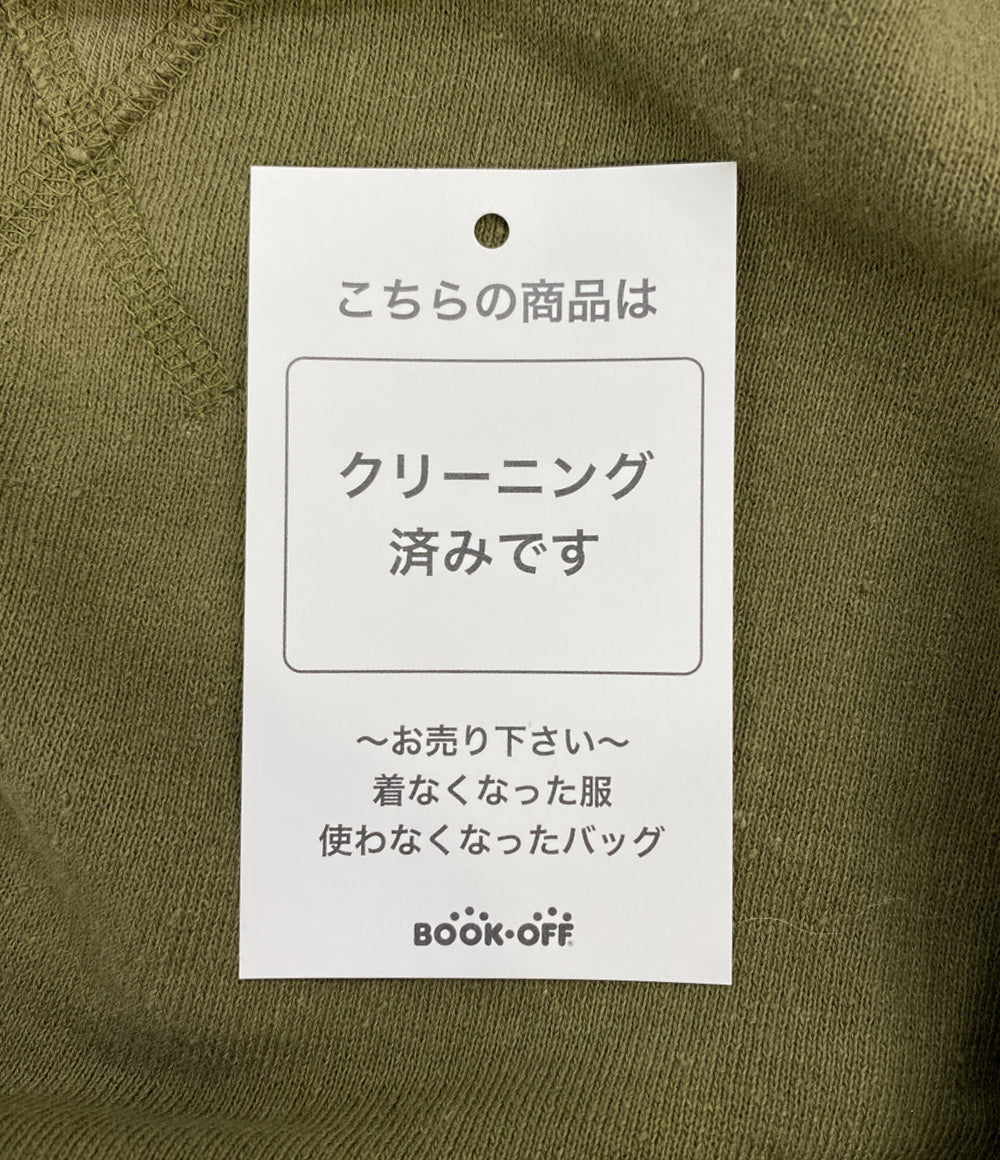 こちらの商品は
クリーニング
済みです
～お売り下さい～
着なくなった服
使わなくなったバッグ
BOOK・OFF